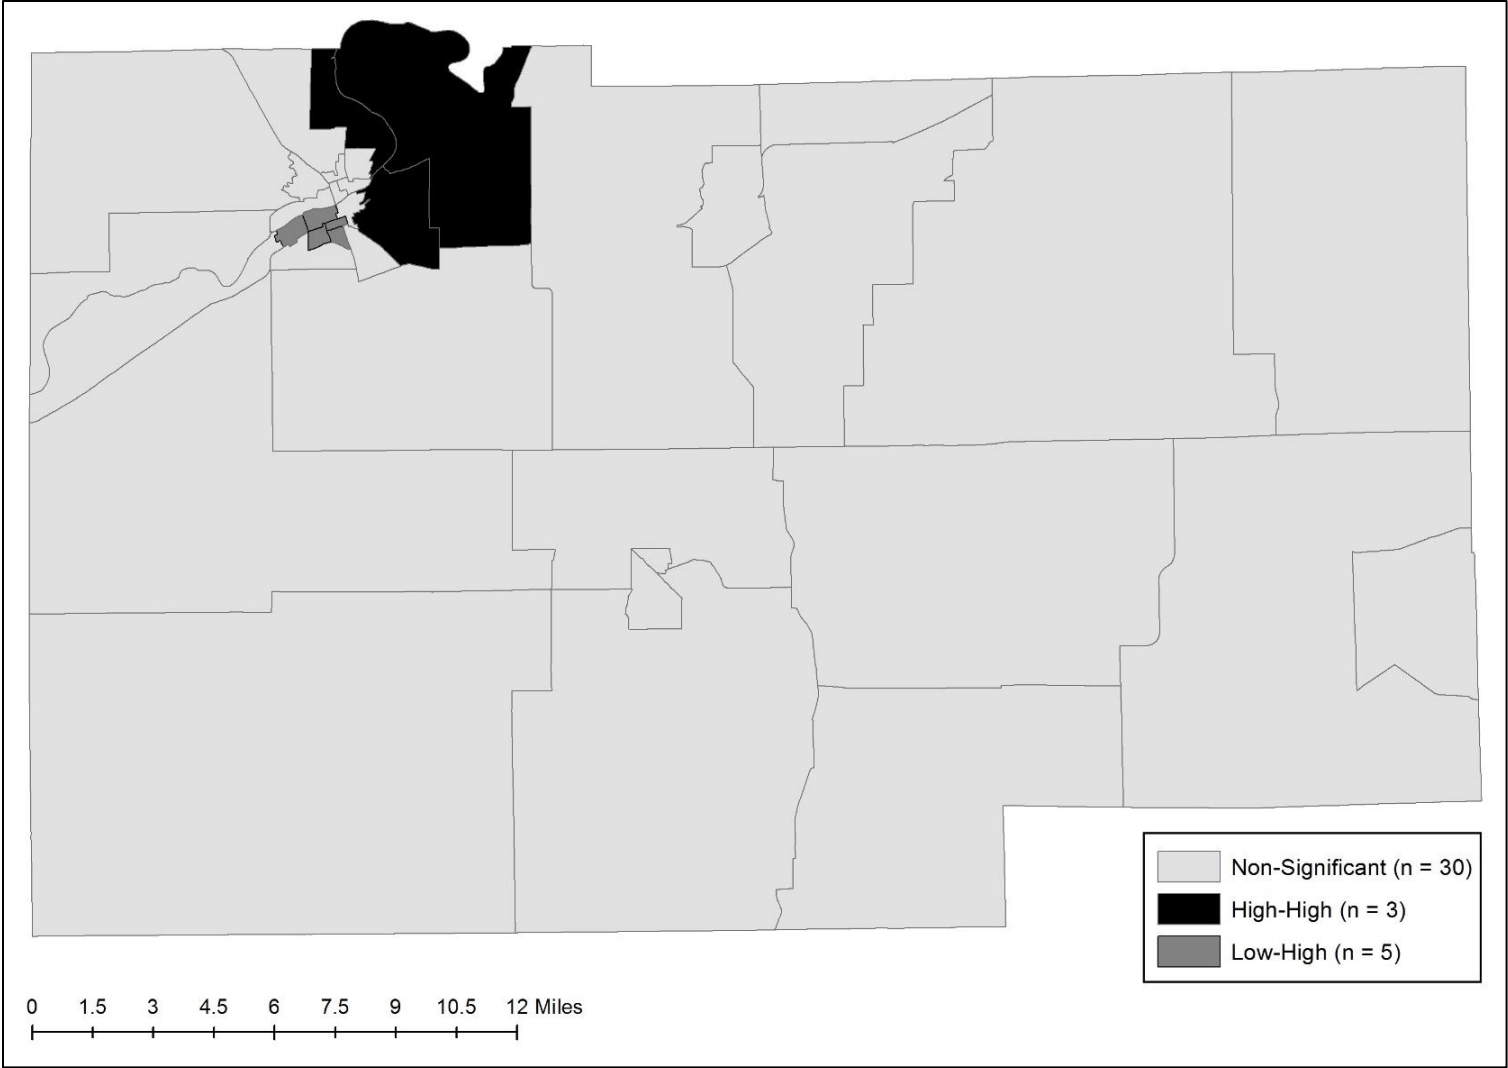 Non-Significant (n = 30)
High-High (n = 3)
Low-High (n = 5)
0 1.5 3 4.5 6 7.5 9 10.5 12 Miles